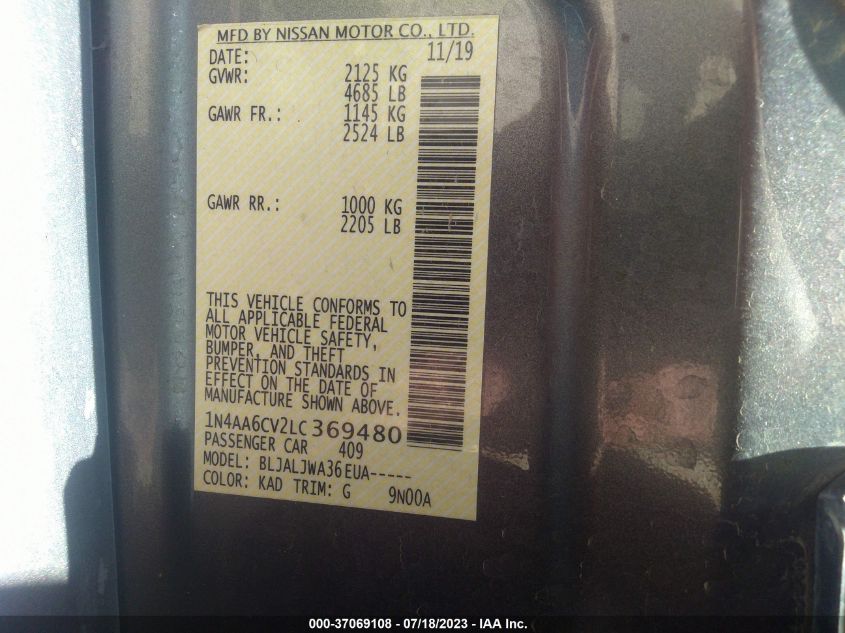 MFD BY NISSAN MOTOR CO., LTD.
DATE: 11/19
GVWR: 2125 KG
4685 LB
GAWR FR.: 1145 KG
2524 LB
GAWR RR.: 1000 KG
2205 LB
THIS VEHICLE CONFORMS TO
ALL APPLICABLE FEDERAL
MOTOR VEHICLE SAFETY,
BUMPER, AND THEFT
PREVENTION STANDARDS IN
EFFECT ON THE DATE OF
MANUFACTURE SHOWN ABOVE.
1N4AA6CV2LC369480
PASSENGER CAR 409
MODEL: BLJALJWA36EUA-----
COLOR: KAD TRIM: G 9N00A
000-37069108 - 07/18/2023 - IAA Inc.